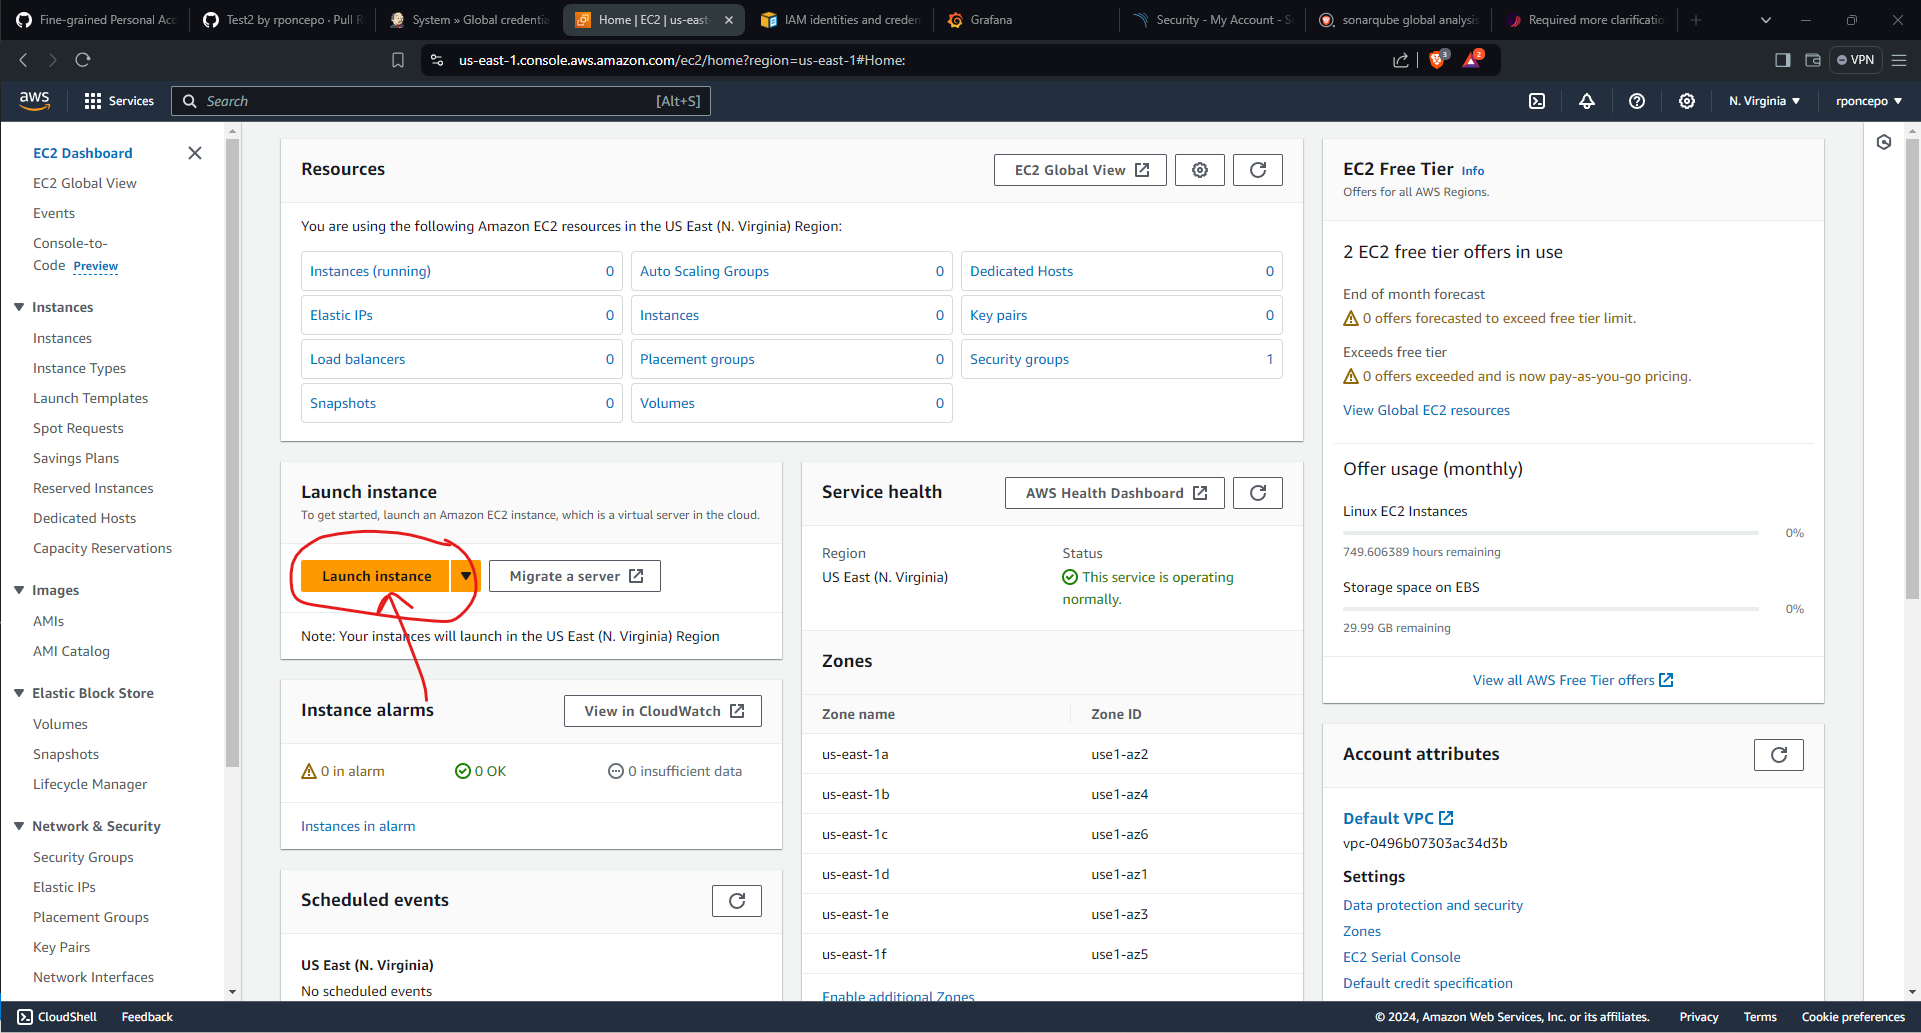 Fine-grained Personal Acc
Test2 by rponcepo · Pull R
System » Global credentia
Home | EC2 | us-east-
IAM identities and creden
Grafana
Security - My Account - S
sonarqube global analysis
Required more clarificatio
us-east-1.console.aws.amazon.com/ec2/home?region=us-east-1#Home:
3
2
VPN
aws
Services
Search
[Alt+S]
N. Virginia
rponcepo
EC2 Dashboard
EC2 Global View
Events
Console-to-
Code Preview
Instances
Instances
Instance Types
Launch Templates
Spot Requests
Savings Plans
Reserved Instances
Dedicated Hosts
Capacity Reservations
Images
AMIs
AMI Catalog
Elastic Block Store
Volumes
Snapshots
Lifecycle Manager
Network & Security
Security Groups
Elastic IPs
Placement Groups
Key Pairs
Network Interfaces
Resources
EC2 Global View
You are using the following Amazon EC2 resources in the US East (N. Virginia) Region:
Instances (running) 0
Auto Scaling Groups 0
Dedicated Hosts 0
Elastic IPs 0
Instances 0
Key pairs 0
Load balancers 0
Placement groups 0
Security groups 1
Snapshots 0
Volumes 0
Launch instance
To get started, launch an Amazon EC2 instance, which is a virtual server in the cloud.
Launch instance
Migrate a server
Note: Your instances will launch in the US East (N. Virginia) Region
Instance alarms
View in CloudWatch
0 in alarm
0 OK
0 insufficient data
Instances in alarm
Scheduled events
US East (N. Virginia)
No scheduled events
Service health
AWS Health Dashboard
Region
US East (N. Virginia)
Status
This service is operating
normally.
Zones
Zone name Zone ID
us-east-1a use1-az2
us-east-1b use1-az4
us-east-1c use1-az6
us-east-1d use1-az1
us-east-1e use1-az3
us-east-1f use1-az5
Enable additional Zones
EC2 Free Tier Info
Offers for all AWS Regions.
2 EC2 free tier offers in use
End of month forecast
0 offers forecasted to exceed free tier limit.
Exceeds free tier
0 offers exceeded and is now pay-as-you-go pricing.
View Global EC2 resources
Offer usage (monthly)
Linux EC2 Instances
0%
749.606389 hours remaining
Storage space on EBS
0%
29.99 GB remaining
View all AWS Free Tier offers
Account attributes
Default VPC
vpc-0496b07303ac34d3b
Settings
Data protection and security
Zones
EC2 Serial Console
Default credit specification
CloudShell
Feedback
© 2024, Amazon Web Services, Inc. or its affiliates.
Privacy
Terms
Cookie preferences